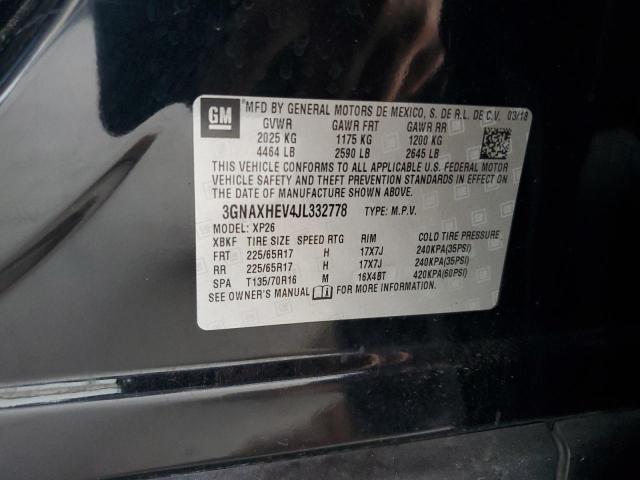 GM
MFD BY GENERAL MOTORS DE MEXICO, S. DE R.L. DE C.V. 03/18
GVWR GAWR FRT GAWR RR
2025 KG 1175 KG 1200 KG
4464 LB 2590 LB 2645 LB
THIS VEHICLE CONFORMS TO ALL APPLICABLE U.S. FEDERAL MOTOR
VEHICLE SAFETY AND THEFT PREVENTION STANDARDS IN EFFECT ON
THE DATE OF MANUFACTURE SHOWN ABOVE.
3GNAXHEV4JL332778 TYPE: M.P.V.
MODEL: XP26
XBKF TIRE SIZE SPEED RTG RIM COLD TIRE PRESSURE
FRT 225/65R17 H 17X7J 240KPA(35PSI)
RR 225/65R17 H 17X7J 240KPA(35PSI)
SPA T135/70R16 M 16X4BT 420KPA(60PSI)
SEE OWNER'S MANUAL FOR MORE INFORMATION.